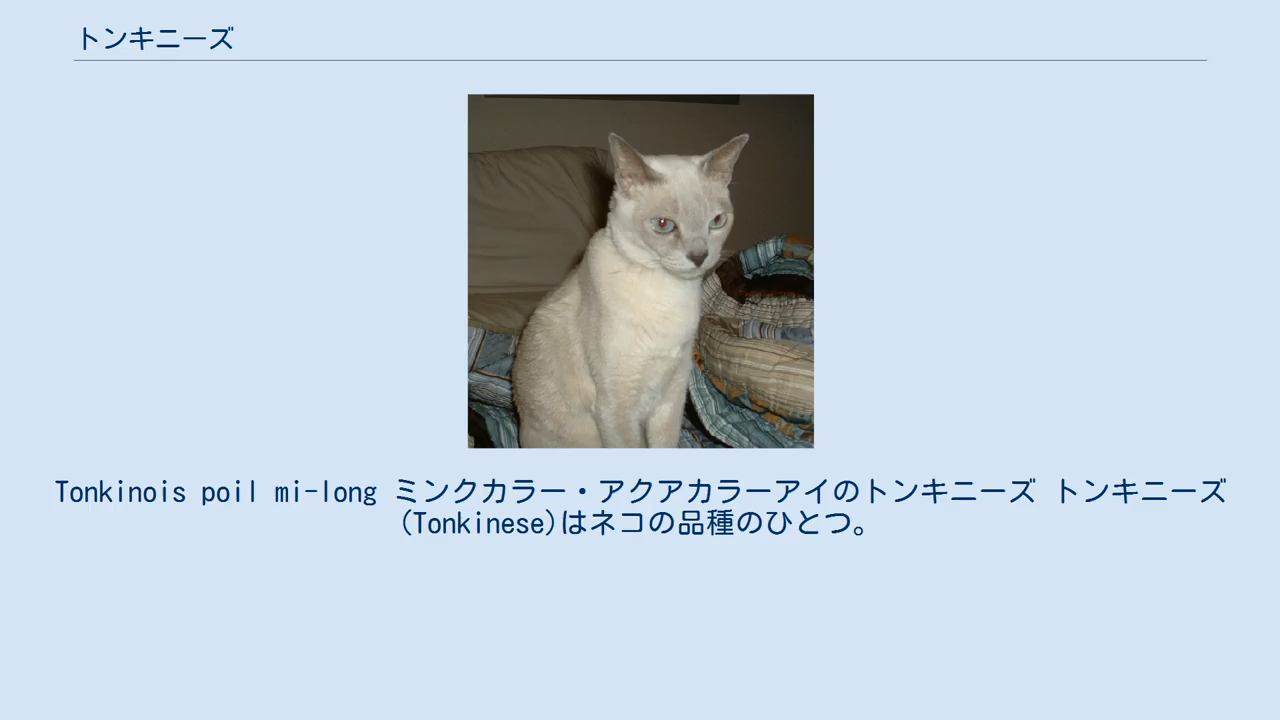 トンキニーズ
Tonkinois poil mi-long ミンクカラー・アクアカラーアイのトンキニーズ トンキニーズ
(Tonkinese)はネコの品種のひとつ。